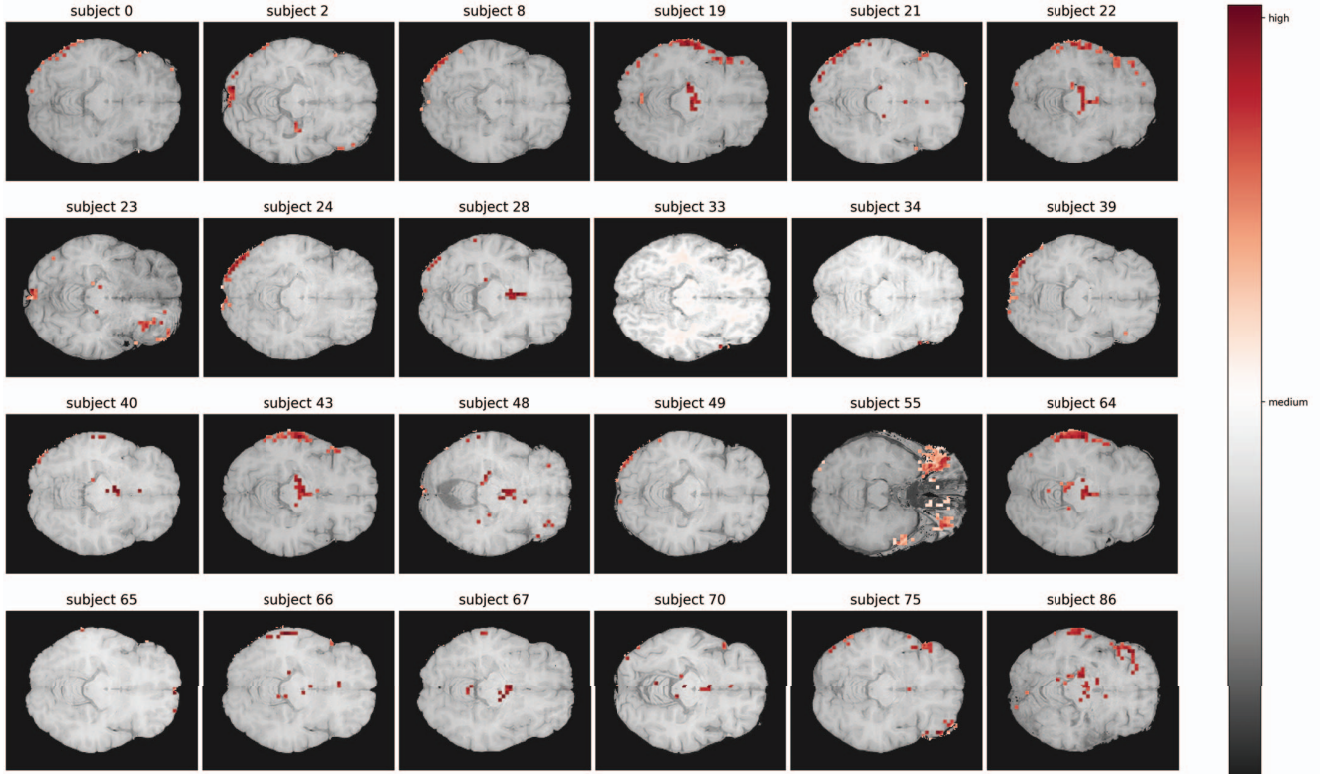 subject 0
subject 2
subject 8
subject 19
subject 21
subject 22
high
subject 23
subject 24
subject 28
subject 33
subject 34
subject 39
medium
subject 40
subject 43
subject 48
subject 49
subject 55
subject 64
subject 65
subject 66
subject 67
subject 70
subject 75
subject 86